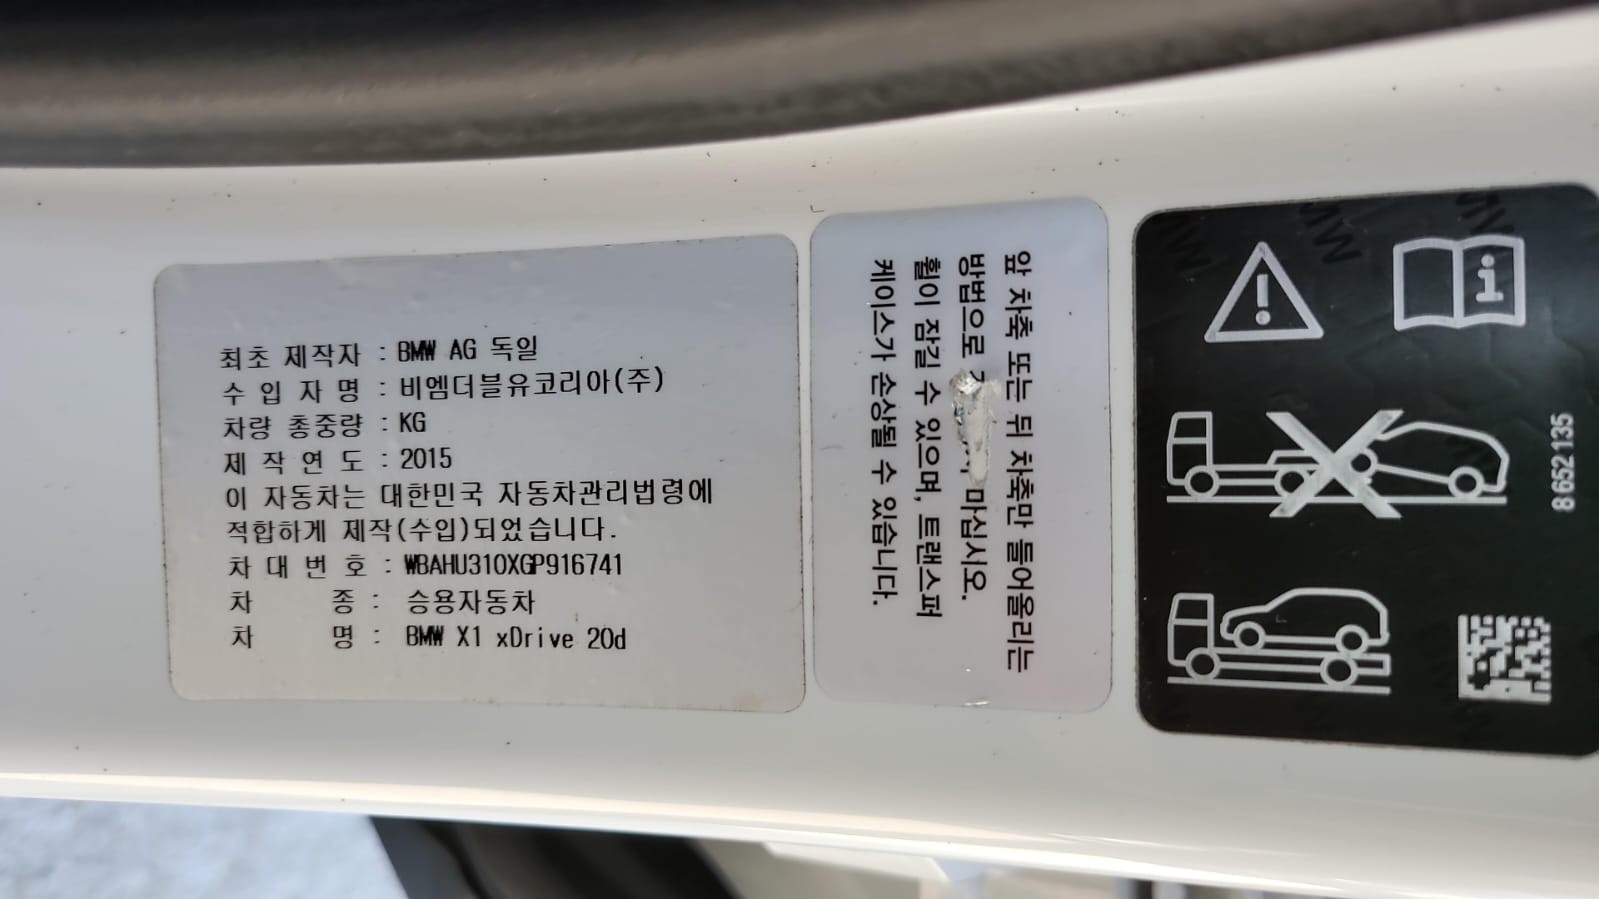 최초 제작자 : BMW AG 독일
수 입 자 명 : 비엠더블유코리아(주)
차량 총중량 : KG
제 작 연 도 : 2015
이 자동차는 대한민국 자동차관리법령에
적합하게 제작(수입)되었습니다.
차 대 번 호 : WBAHU310XGP916741
차 종 : 승용자동차
차 명 : BMW X1 xDrive 20d
앞 차축 또는 뒤 차축만 들어올리는
방법으로 마십시오.
휠이 잠길 수 있으며, 트랜스퍼
케이스가 손상될 수 있습니다.
8 652 135